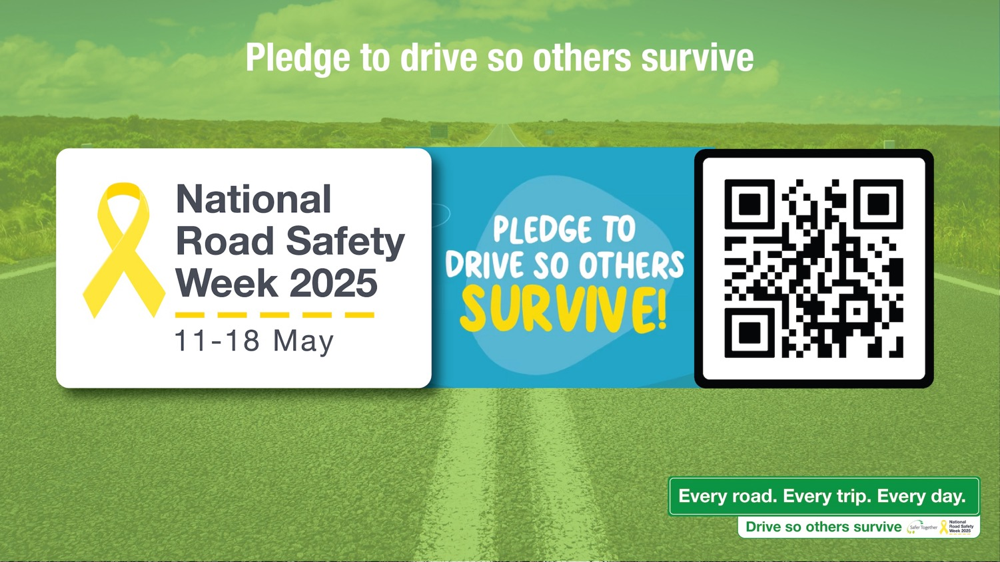 Pledge to drive so others survive
National
Road Safety
Week 2025
11-18 May
PLEDGE TO
DRIVE SO OTHERS
SURVIVE!
Every road. Every trip. Every day.
Drive so others survive
Safer Together
National
Road Safety
Week 2025